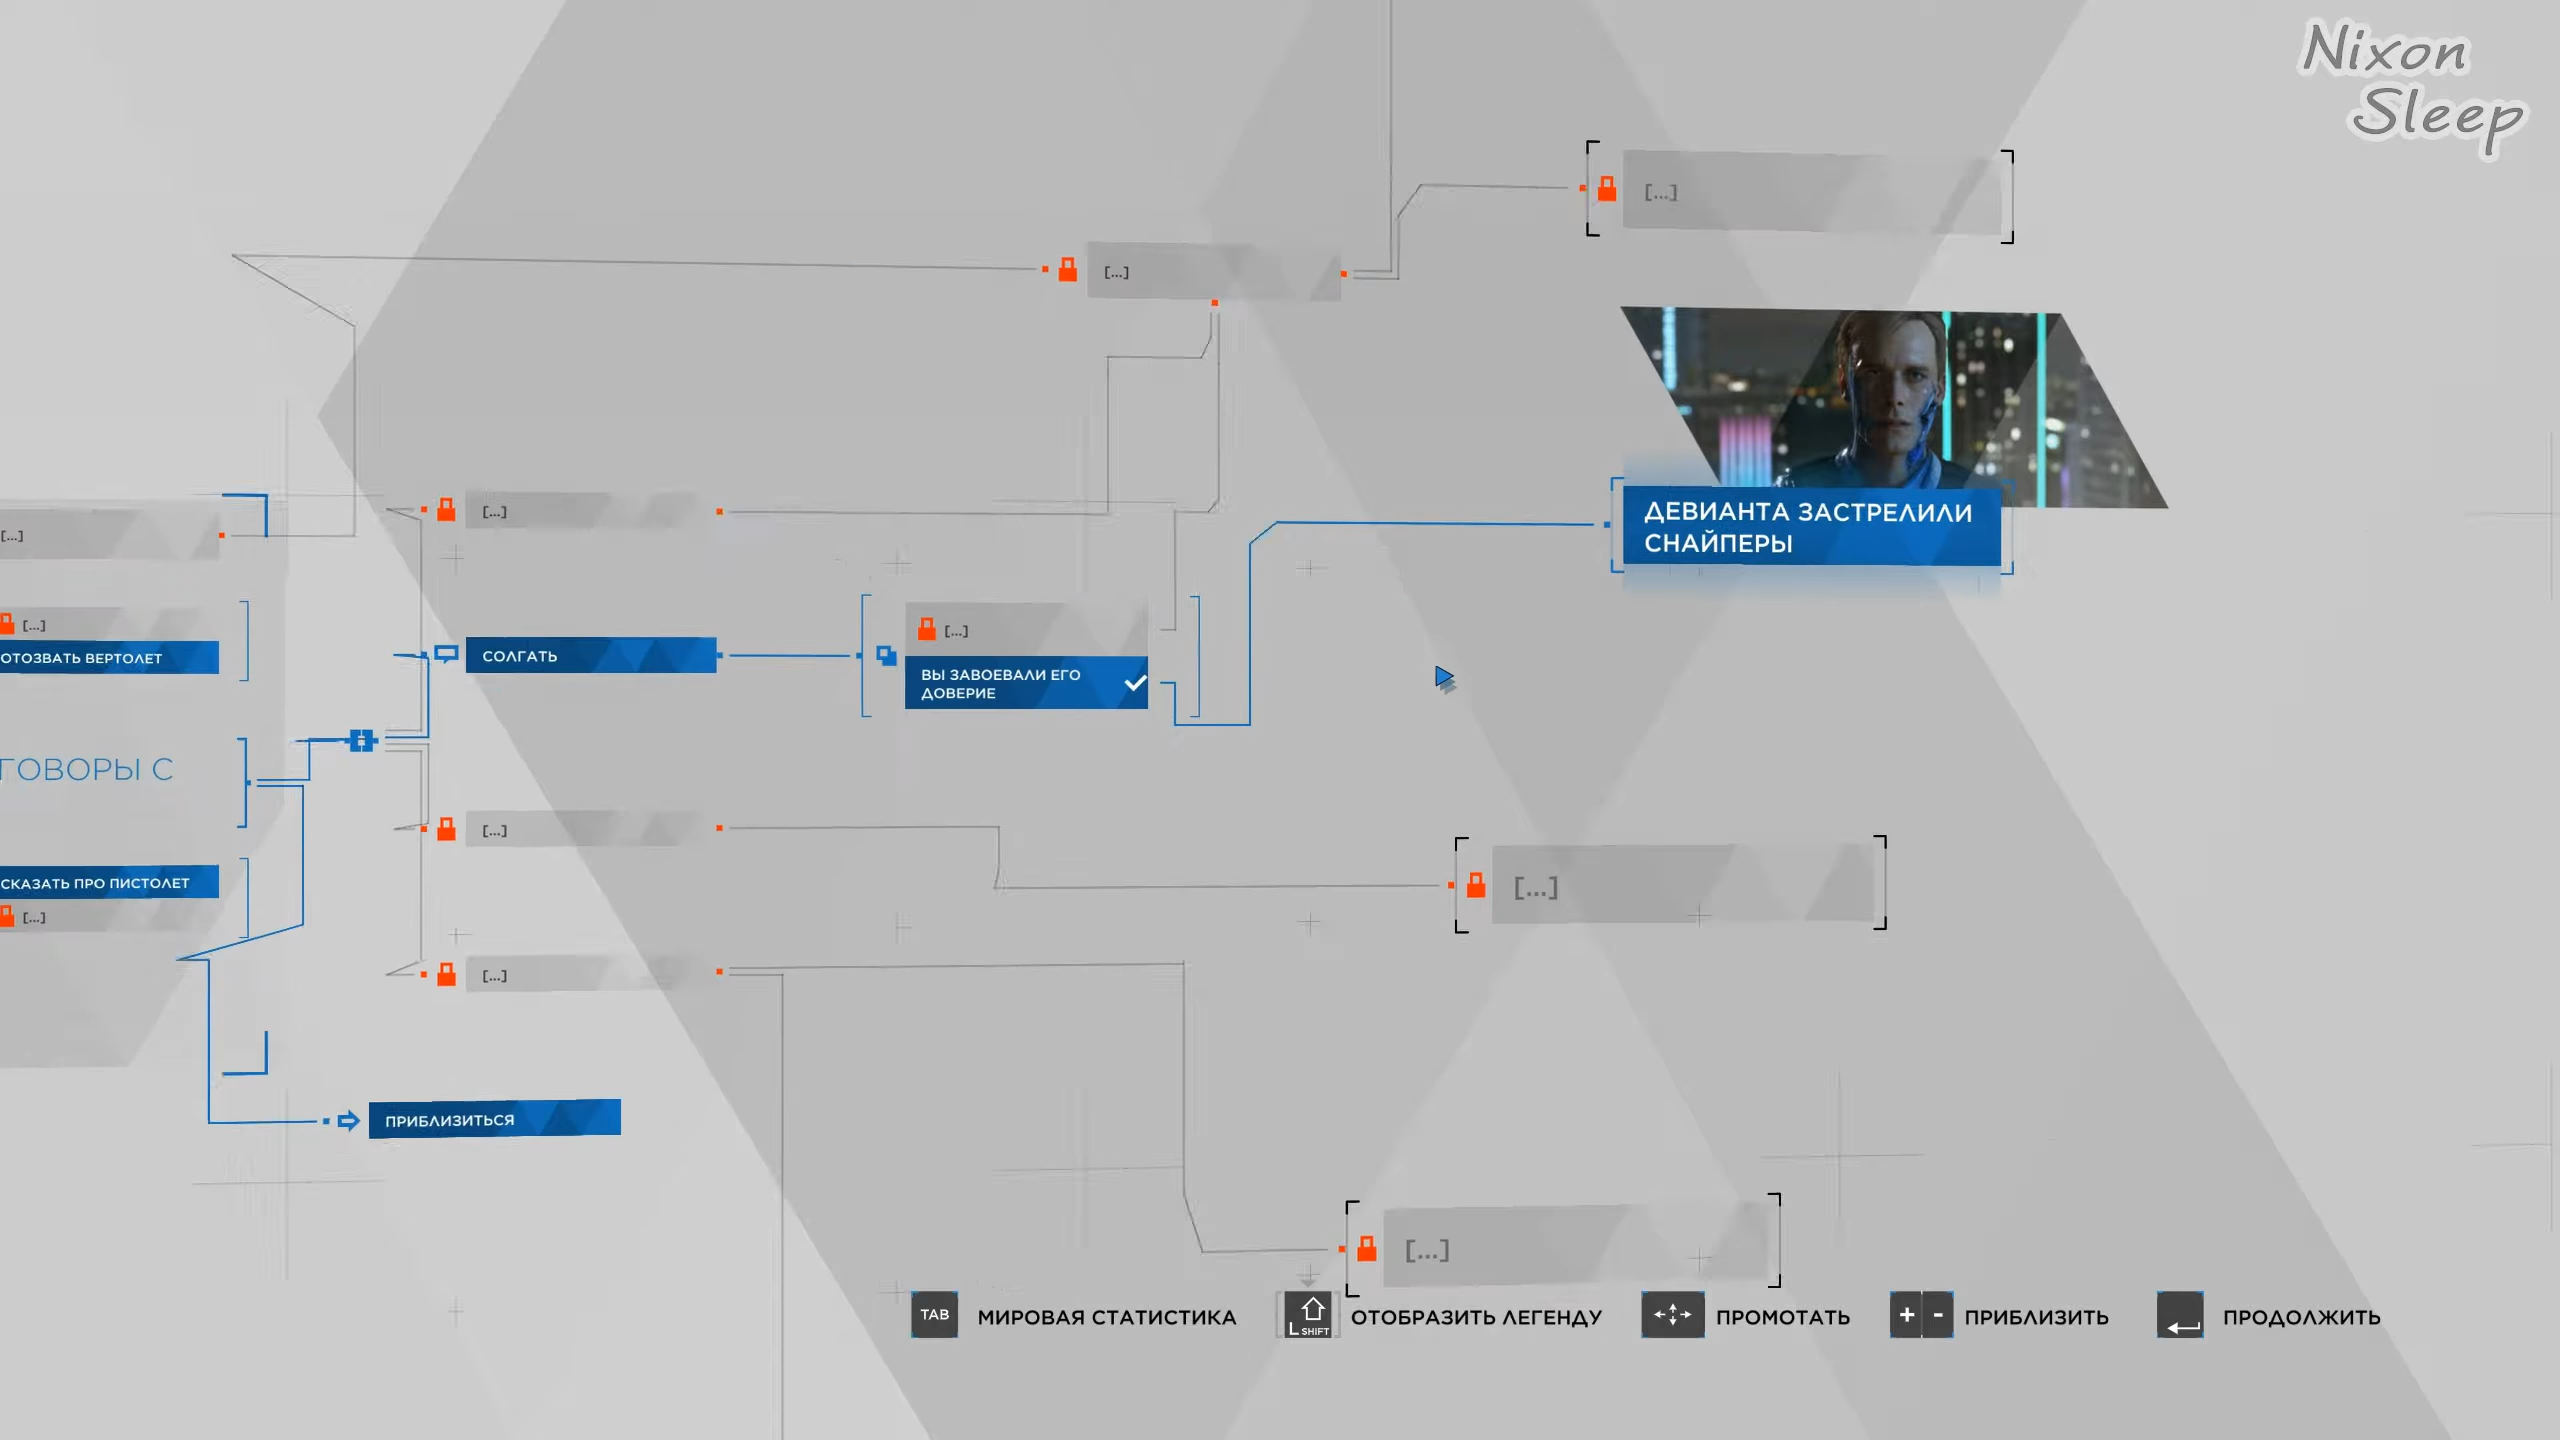 Nixon
Sleep
[...]
[...]
[...]
[...]
ДЕВИАНТА ЗАСТРЕЛИЛИ
СНАЙПЕРЫ
[...]
[...]
ОТОЗВАТЬ ВЕРТОЛЕТ
СОЛГАТЬ
ВЫ ЗАВОЕВАЛИ ЕГО
ДОВЕРИЕ
ГОВОРЫ С
[...]
[...]
СКАЗАТЬ ПРО ПИСТОЛЕТ
[...]
[...]
ПРИБЛИЗИТЬСЯ
[...]
TAB МИРОВАЯ СТАТИСТИКА L SHIFT ОТОБРАЗИТЬ ЛЕГЕНДУ ПРОМОТАТЬ + - ПРИБЛИЗИТЬ ПРОДОЛЖИТЬ